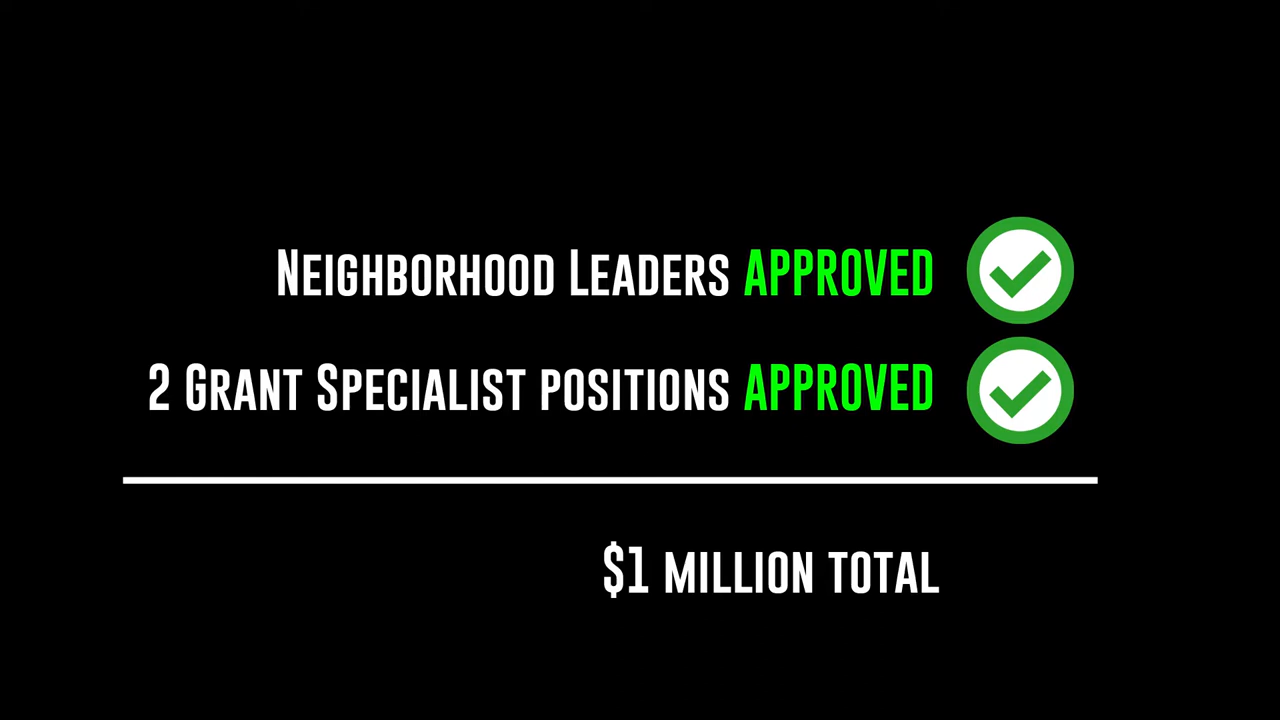 Neighborhood Leaders APPROVED
2 Grant Specialist positions APPROVED
$1 million total